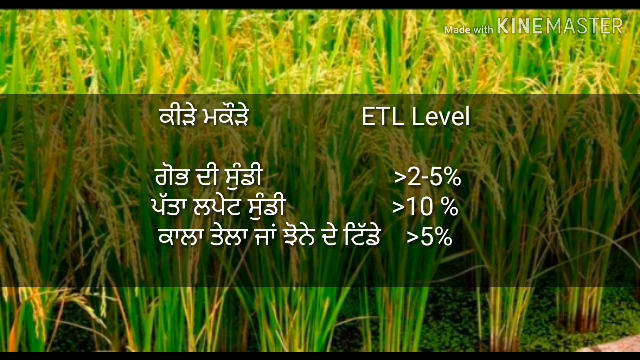 Made with KINEMASTER
ਕੀੜੇ ਮਕੌੜੇ ETL Level
ਗੋਭ ਦੀ ਸੁੰਡੀ >2-5%
ਪੱਤਾ ਲਪੇਟ ਸੁੰਡੀ >10 %
ਕਾਲਾ ਤੇਲਾ ਜਾਂ ਝੋਨੇ ਦੇ ਟਿੱਡੇ >5%